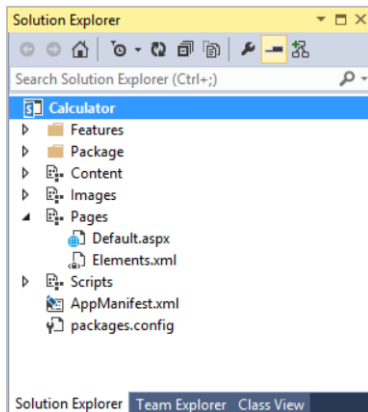 Solution Explorer
Search Solution Explorer (Ctrl+;)
Calculator
Features
Package
Content
Images
Pages
Default.aspx
Elements.xml
Scripts
AppManifest.xml
packages.config
Solution Explorer Team Explorer Class View